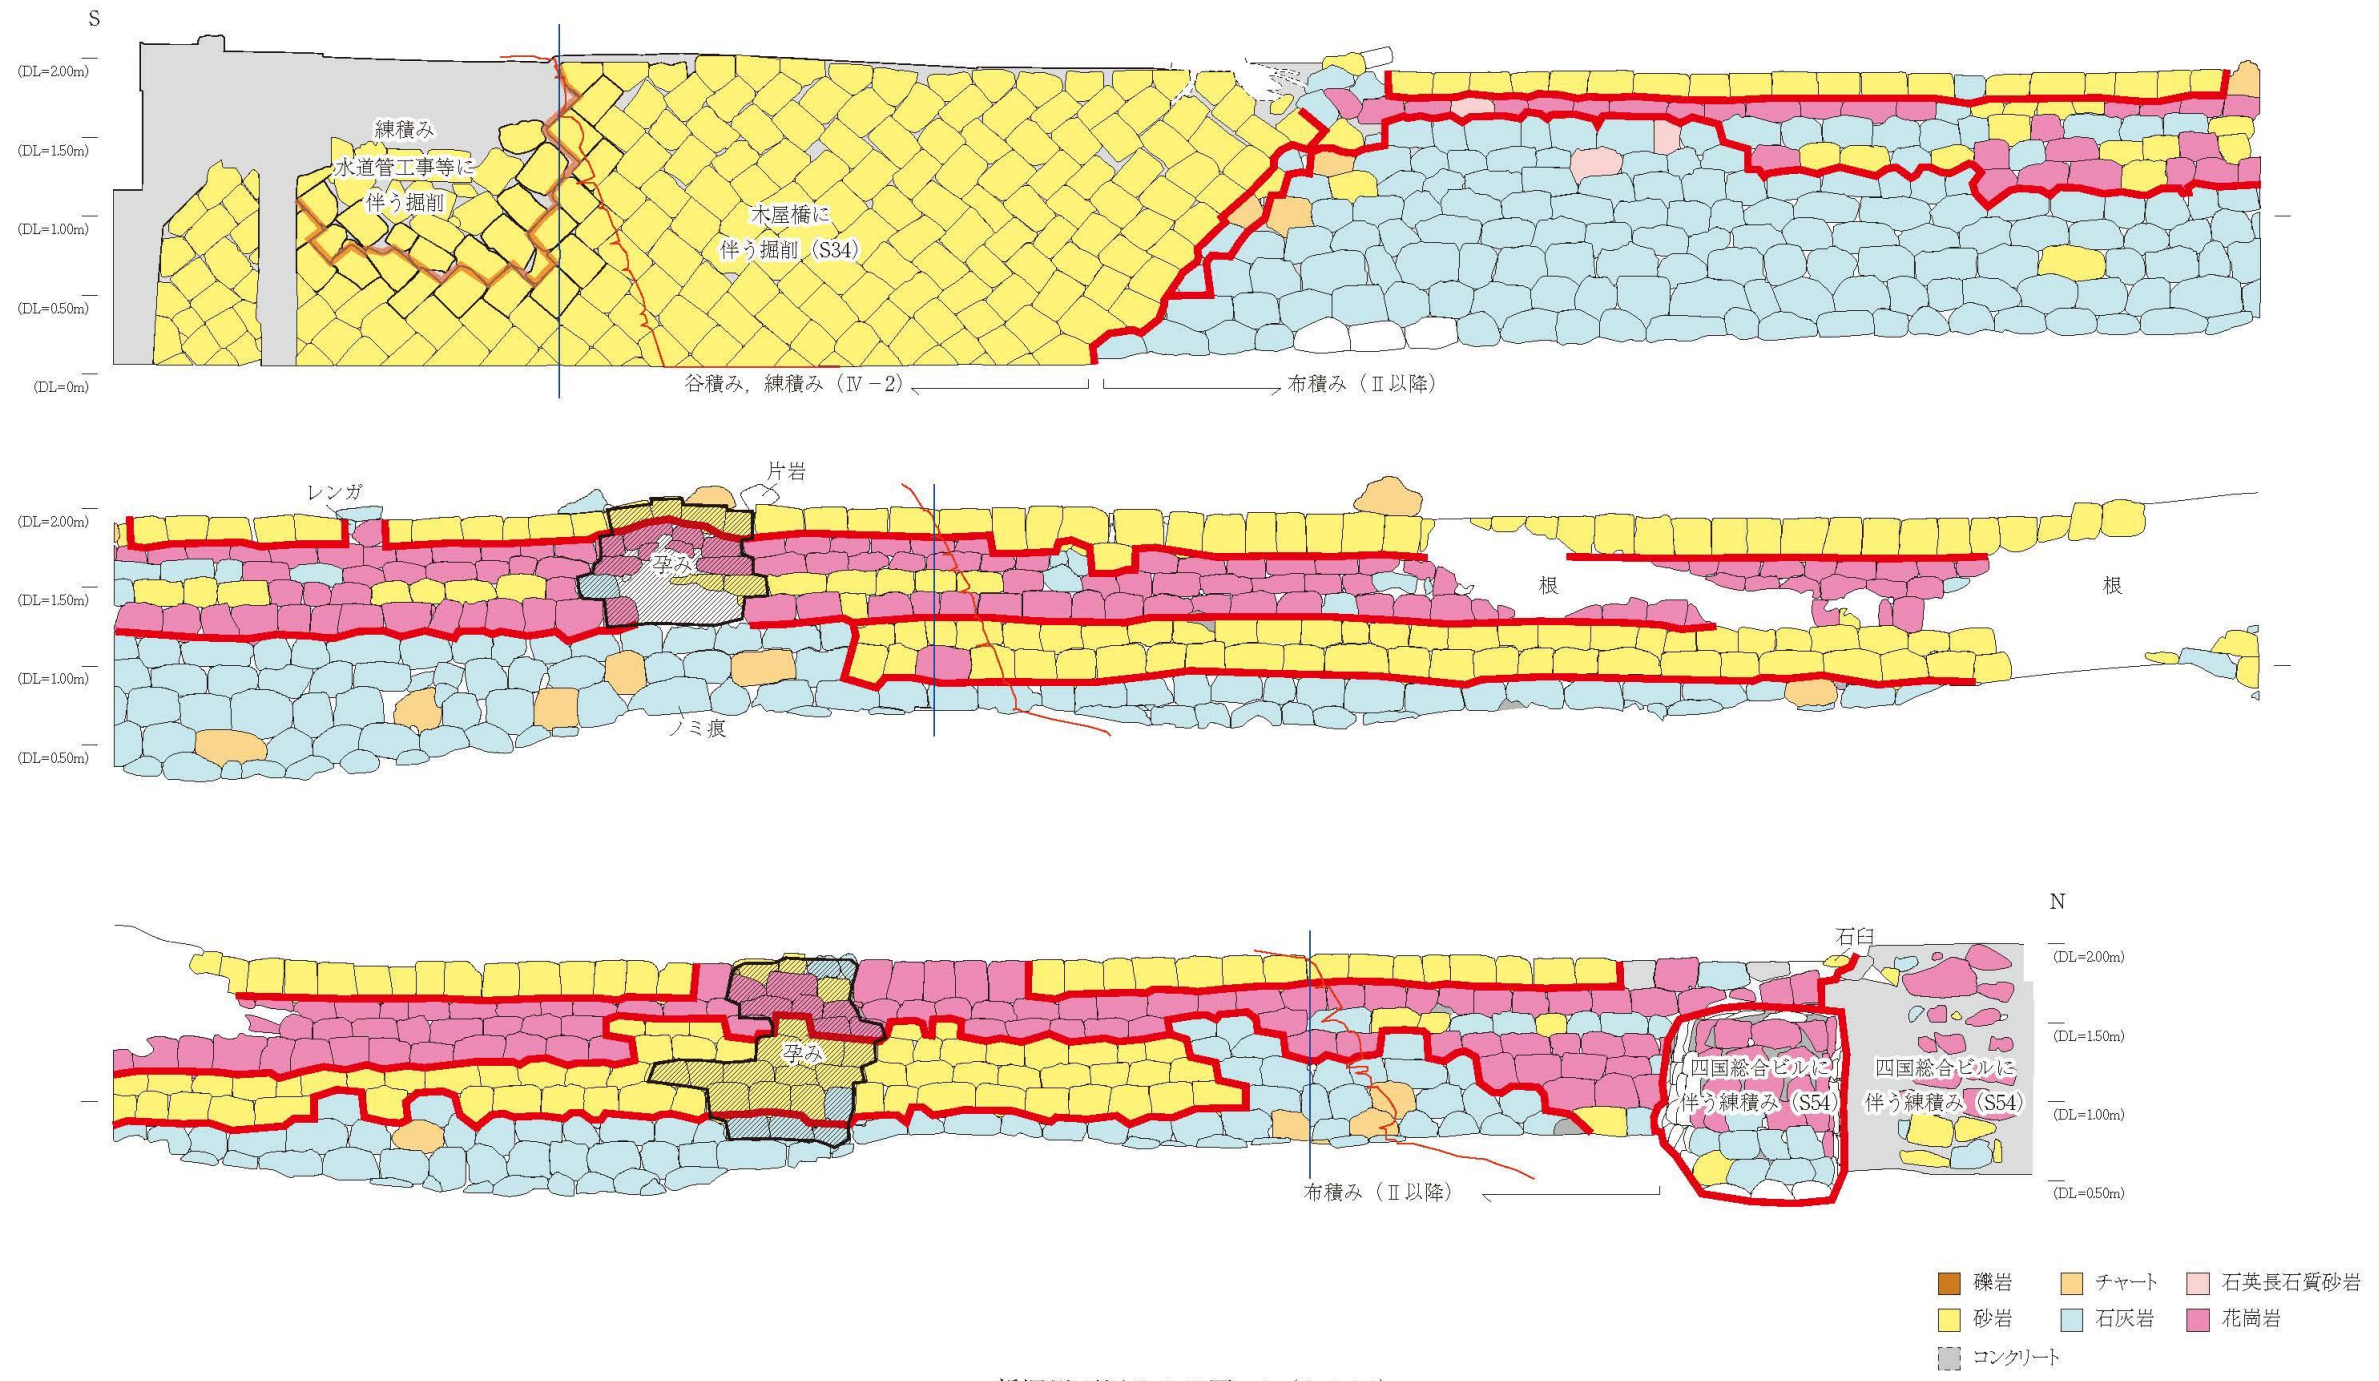 S
(DL=2.00m)
(DL=1.50m)
(DL=1.00m)
(DL=0.50m)
(DL=0m)
練積み
水道管工事等に
伴う掘削
木屋橋に
伴う掘削（S34）
谷積み，練積み（Ⅳ－2）
布積み（Ⅱ以降）
片岩
レンガ
(DL=2.00m)
(DL=1.50m)
(DL=1.00m)
(DL=0.50m)
孕み
根
根
ノミ痕
N
石臼
(DL=2.00m)
(DL=1.50m)
(DL=1.00m)
(DL=0.50m)
孕み
四国総合ビルに
伴う練積み（S54）
四国総合ビルに
伴う練積み（S54）
布積み（Ⅱ以降）
礫岩
チャート
石英長石質砂岩
砂岩
石灰岩
花崗岩
コンクリート